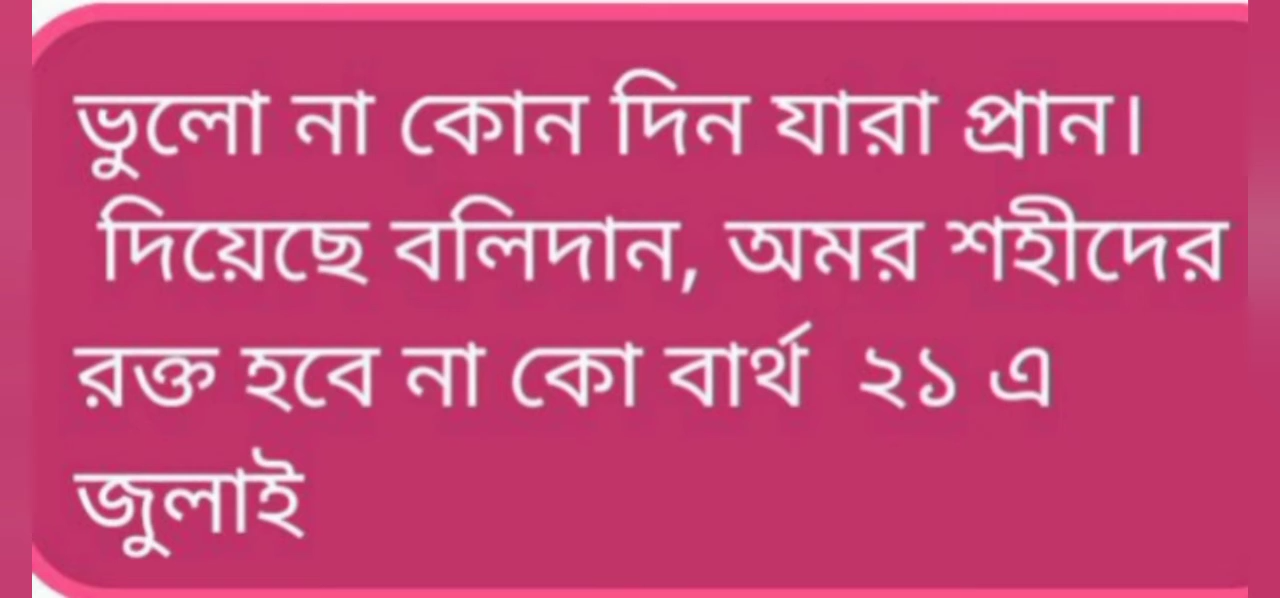 ভুলো না কোন দিন যারা প্রান।
দিয়েছে বলিদান, অমর শহীদের
রক্ত হবে না কো বার্থ ২১ এ
জুলাই